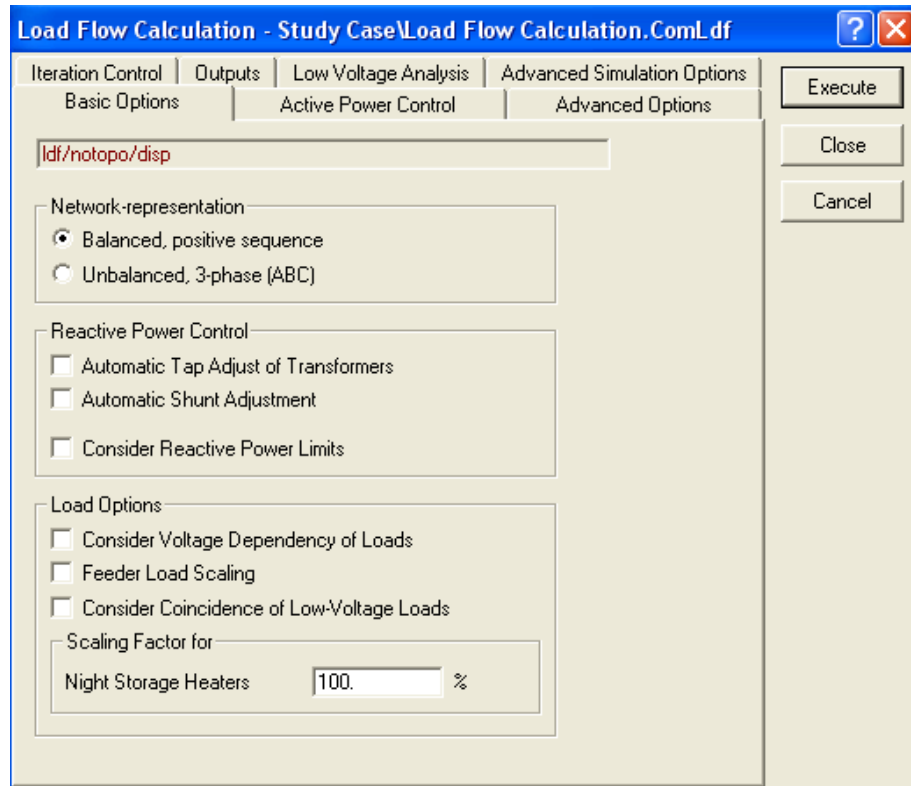 Load Flow Calculation - Study Case\Load Flow Calculation.ComLdf
?
Iteration Control
Outputs
Low Voltage Analysis
Advanced Simulation Options
Basic Options
Active Power Control
Advanced Options
Execute
Close
Cancel
ldf/notopo/disp
Network-representation
Balanced, positive sequence
Unbalanced, 3-phase (ABC)
Reactive Power Control
Automatic Tap Adjust of Transformers
Automatic Shunt Adjustment
Consider Reactive Power Limits
Load Options
Consider Voltage Dependency of Loads
Feeder Load Scaling
Consider Coincidence of Low-Voltage Loads
Scaling Factor for
Night Storage Heaters 100. %